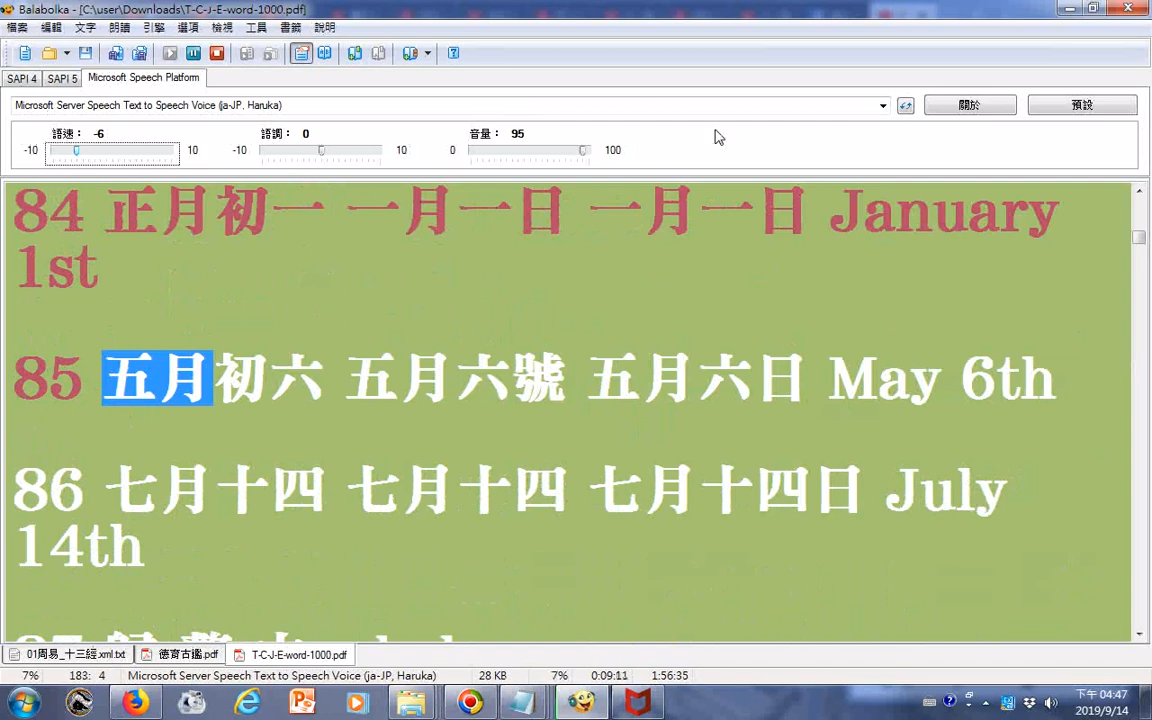 Balabolka - [C:\user\Downloads\T-C-J-E-word-1000.pdf]
檔案 編輯 文字 朗讀 引擎 選項 檢視 工具 書籤 說明
SAPI 4 SAPI 5 Microsoft Speech Platform
Microsoft Server Speech Text to Speech Voice (ja-JP, Haruka) 關於 預設
語速： -6 語調： 0 音量： 95
-10 10 -10 10 0 100
84 正月初一 一月一日 一月一日 January
1st
85 五月初六 五月六號 五月六日 May 6th
86 七月十四 七月十四 七月十四日 July
14th
01周易_十三經.xml.txt 德育古鑑.pdf T-C-J-E-word-1000.pdf
7% 183: 4 Microsoft Server Speech Text to Speech Voice (ja-JP, Haruka) 28 KB 7% 0:09:11 1:56:35
下午 04:47
2019/9/14